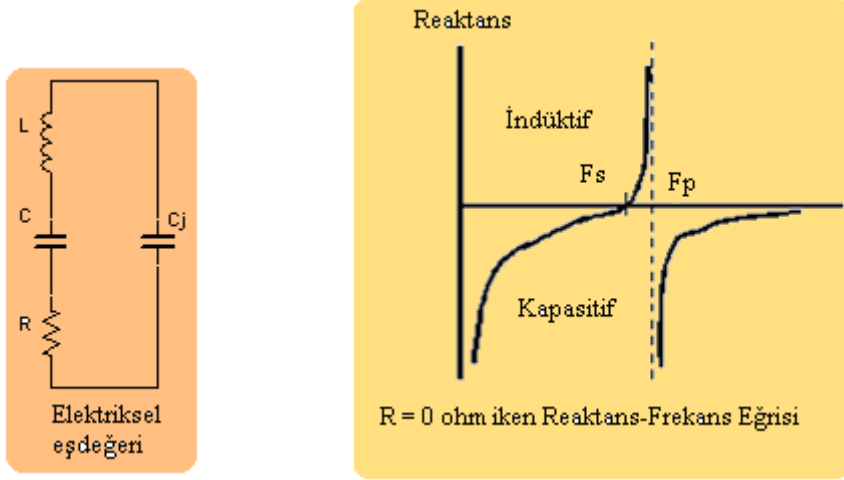 L
C
Cj
R
Elektriksel
eşdeğeri
Reaktans
İndüktif
Fs
Fp
Kapasitif
R = 0 ohm iken Reaktans-Frekans Eğrisi